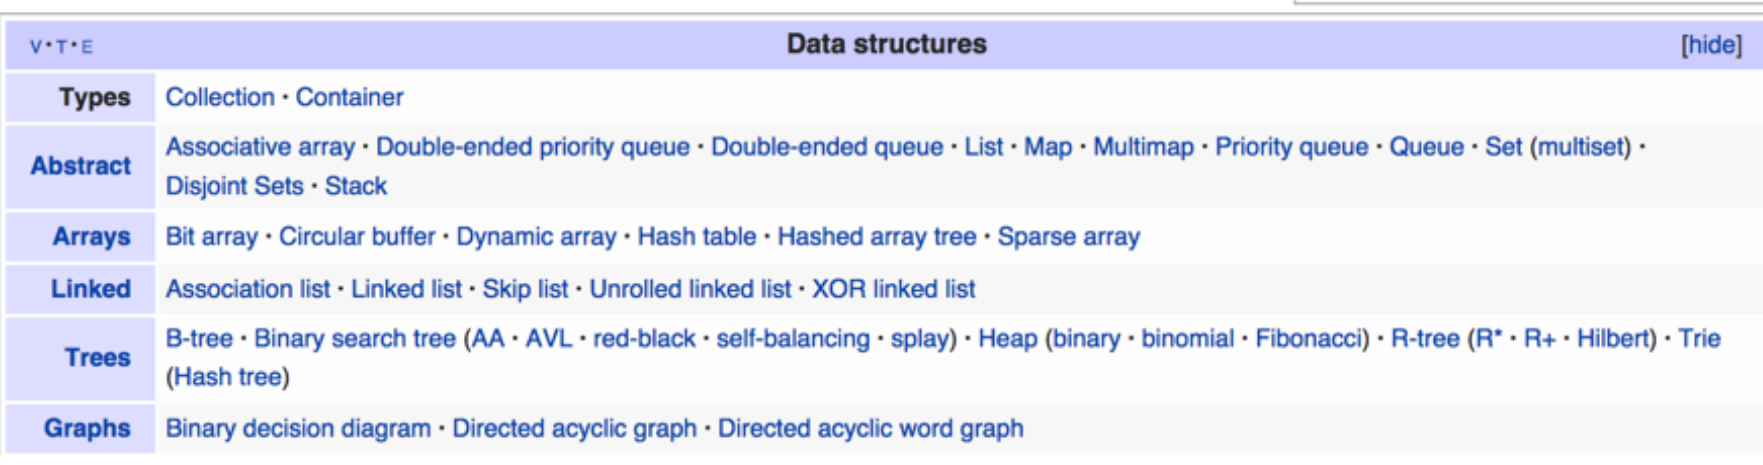 V · T · E Data structures [hide]
Types Collection · Container
Abstract Associative array · Double-ended priority queue · Double-ended queue · List · Map · Multimap · Priority queue · Queue · Set (multiset) ·
Disjoint Sets · Stack
Arrays Bit array · Circular buffer · Dynamic array · Hash table · Hashed array tree · Sparse array
Linked Association list · Linked list · Skip list · Unrolled linked list · XOR linked list
Trees B-tree · Binary search tree (AA · AVL · red-black · self-balancing · splay) · Heap (binary · binomial · Fibonacci) · R-tree (R* · R+ · Hilbert) · Trie
(Hash tree)
Graphs Binary decision diagram · Directed acyclic graph · Directed acyclic word graph